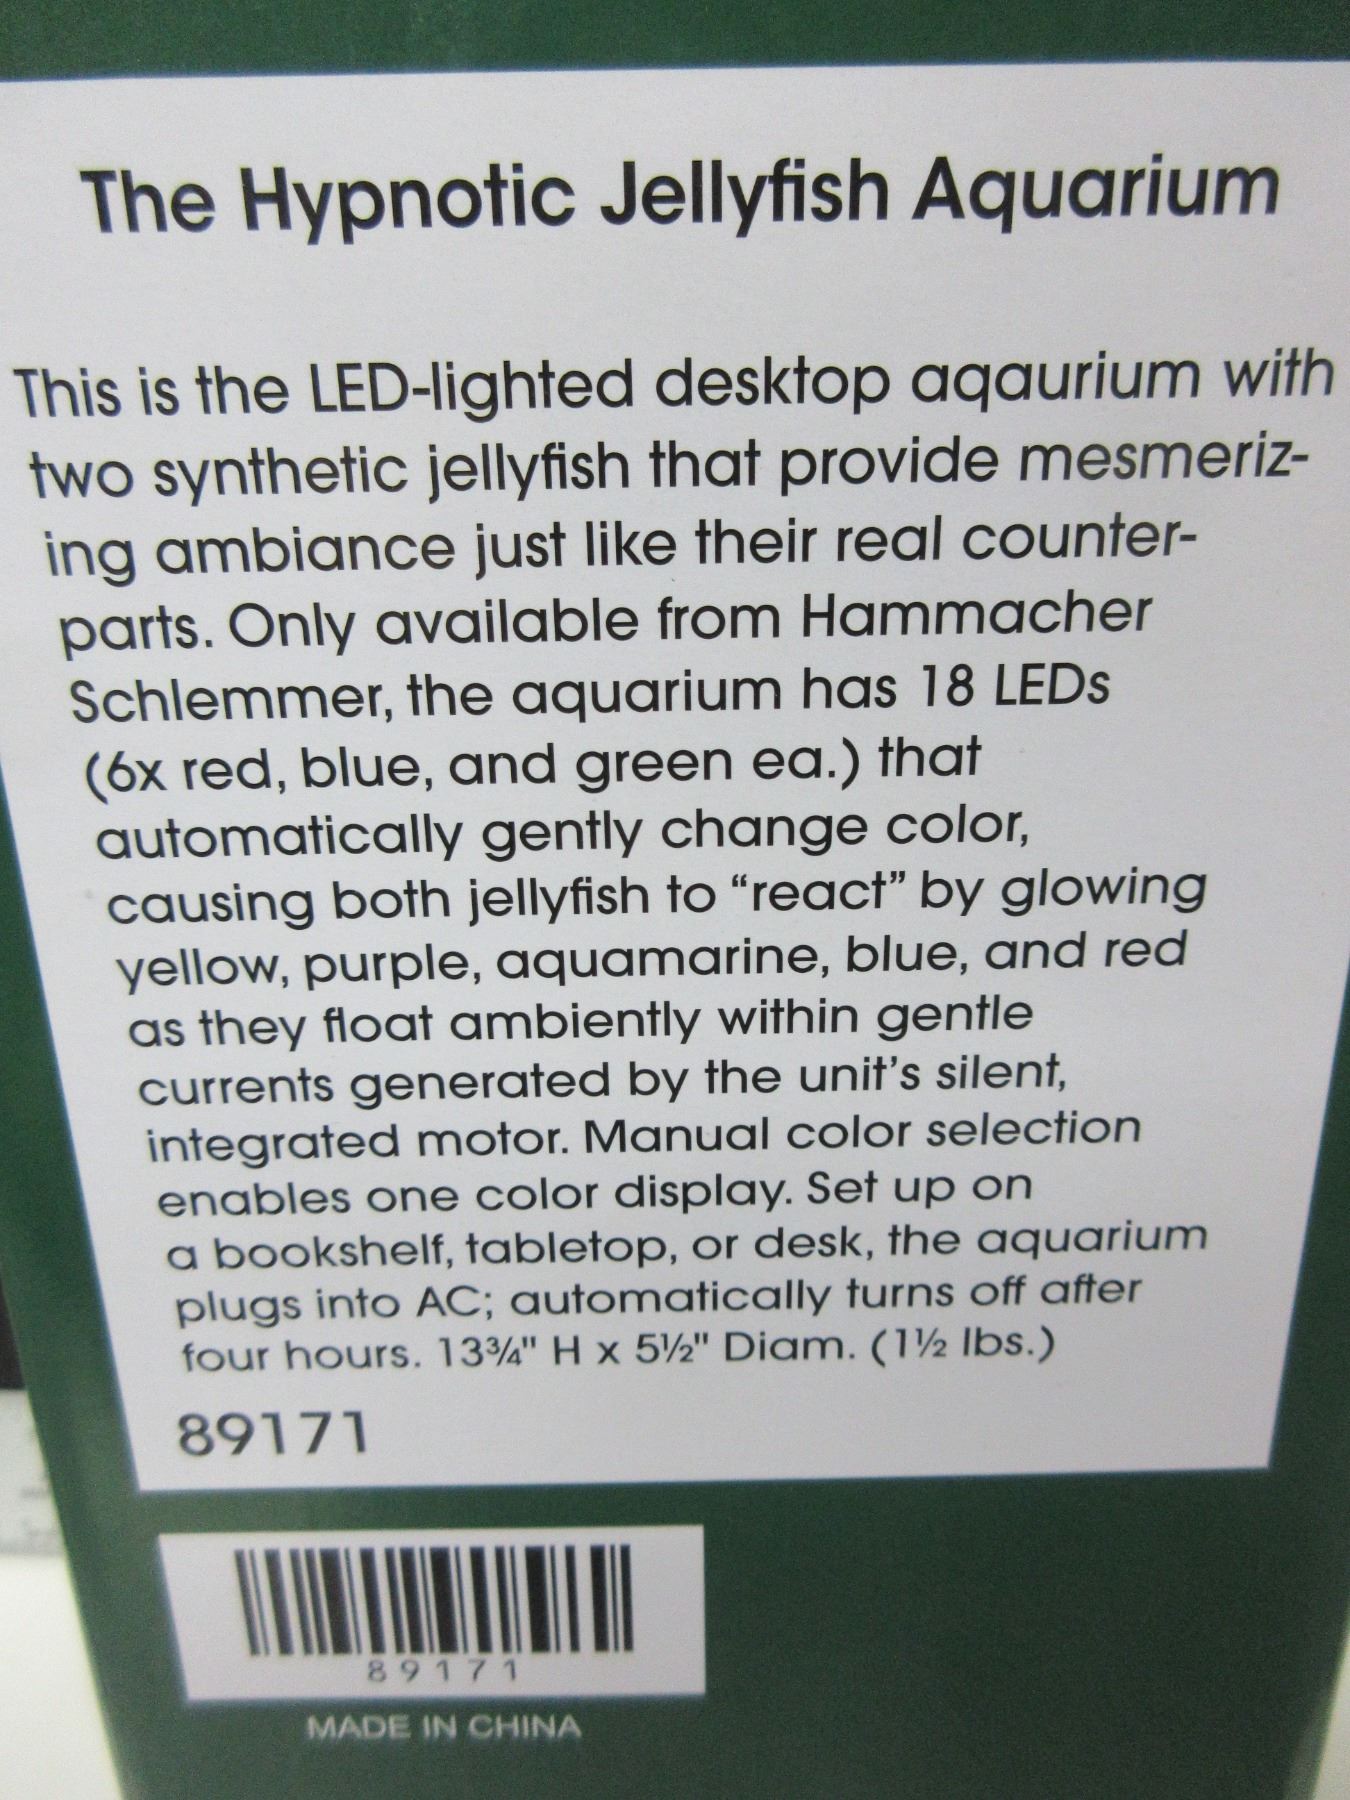 The Hypnotic Jellyfish Aquarium
This is the LED-lighted desktop aqaurium with
two synthetic jellyfish that provide mesmeriz-
ing ambiance just like their real counter-
parts. Only available from Hammacher
Schlemmer, the aquarium has 18 LEDs
(6x red, blue, and green ea.) that
automatically gently change color,
causing both jellyfish to “react” by glowing
yellow, purple, aquamarine, blue, and red
as they float ambiently within gentle
currents generated by the unit’s silent,
integrated motor. Manual color selection
enables one color display. Set up on
a bookshelf, tabletop, or desk, the aquarium
plugs into AC; automatically turns off after
four hours. 13¾" H x 5½" Diam. (1½ lbs.)
89171
89171
MADE IN CHINA